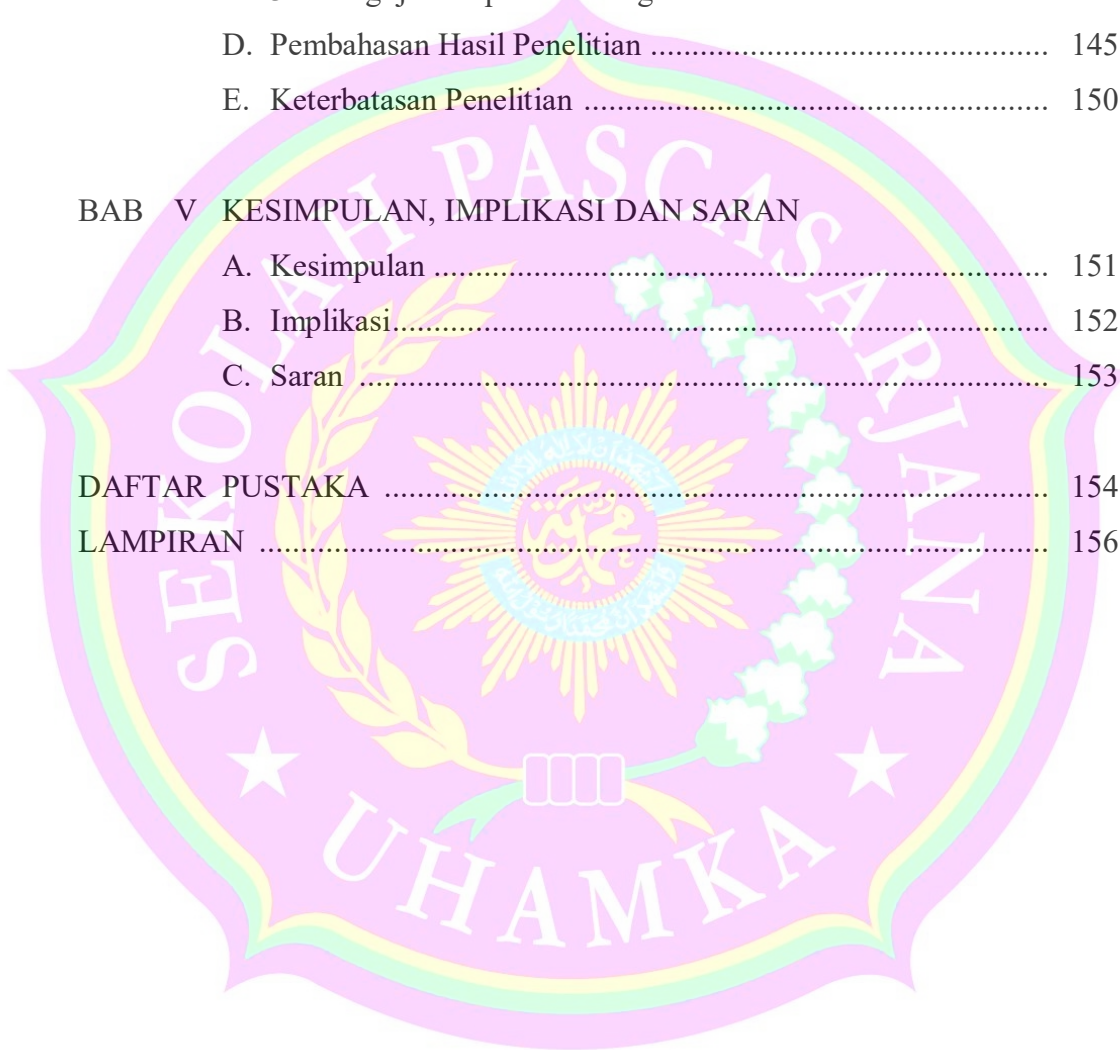 D. Pembahasan Hasil Penelitian ........................................................ 145
E. Keterbatasan Penelitian ................................................................ 150
BAB V KESIMPULAN, IMPLIKASI DAN SARAN
A. Kesimpulan ..................................................................................... 151
B. Implikasi........................................................................................... 152
C. Saran ............................................................................................... 153
DAFTAR PUSTAKA ............................................................................................ 154
LAMPIRAN ............................................................................................................. 156
SEKOLAH PASCASARJANA
UHAMKA